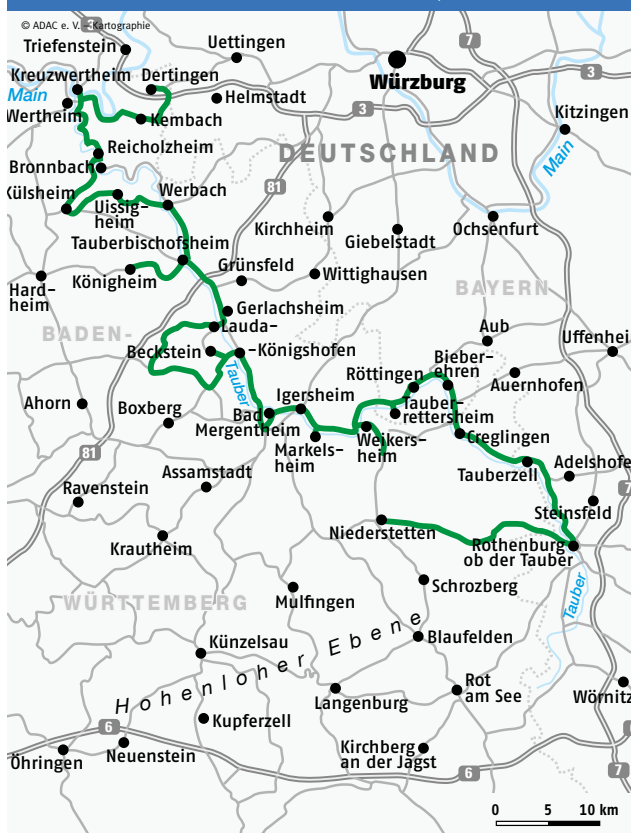 © ADAC e. V. – Kartographie
7
Triefenstein
Uettingen
7
Kreuzwertheim
Dertingen
Würzburg
3
Main
Helmstadt
3
Wertheim
Kembach
Kitzingen
Reicholzheim
DEUTSCHLAND
Main
Bronnbach
81
Külsheim
Uissig-
heim
Werbach
Kirchheim
Giebelstadt
Ochsenfurt
Tauberbischofsheim
Grünsfeld
Wittighausen
Königheim
Hard-
heim
BAYERN
Gerlachsheim
BADEN-
Lauda-
Aub
Uffenhei
Beckstein
-Königshofen
Bieber-
ehren
Röttingen
Auernhofen
Tauber
Igersheim
Tauber-
rettersheim
Ahorn
Boxberg
Bad
Mergentheim
Weikers-
heim
Creglingen
Markels-
heim
81
Assamstadt
Tauberzell
Adelshofe
Ravenstein
7
Steinsfeld
Krautheim
Niederstetten
Rothenburg
ob der Tauber
Schrozberg
Tauber
WÜRTTEMBERG
Mulfingen
Künzelsau
Hohenloher Ebene
Blaufelden
Langenburg
Rot
am See
Wörnitz
Kupferzell
6
Öhringen
Neuenstein
Kirchberg
an der Jagst
6
7
0 5 10 km